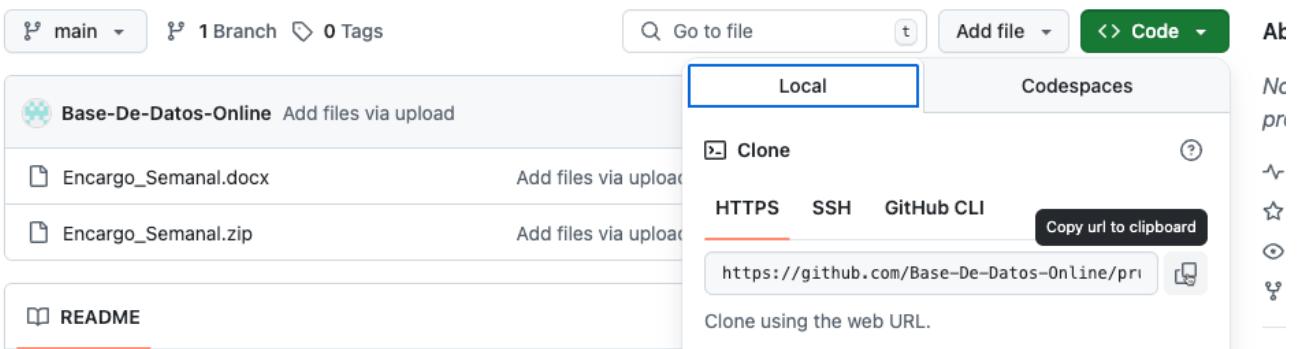 main 1 Branch 0 Tags Go to file t Add file Code
Local Codespaces
Base-De-Datos-Online Add files via upload
Clone
Encargo_Semanal.docx Add files via upload
HTTPS SSH GitHub CLI
Copy url to clipboard
Encargo_Semanal.zip Add files via upload
https://github.com/Base-De-Datos-Online/
README
Clone using the web URL.